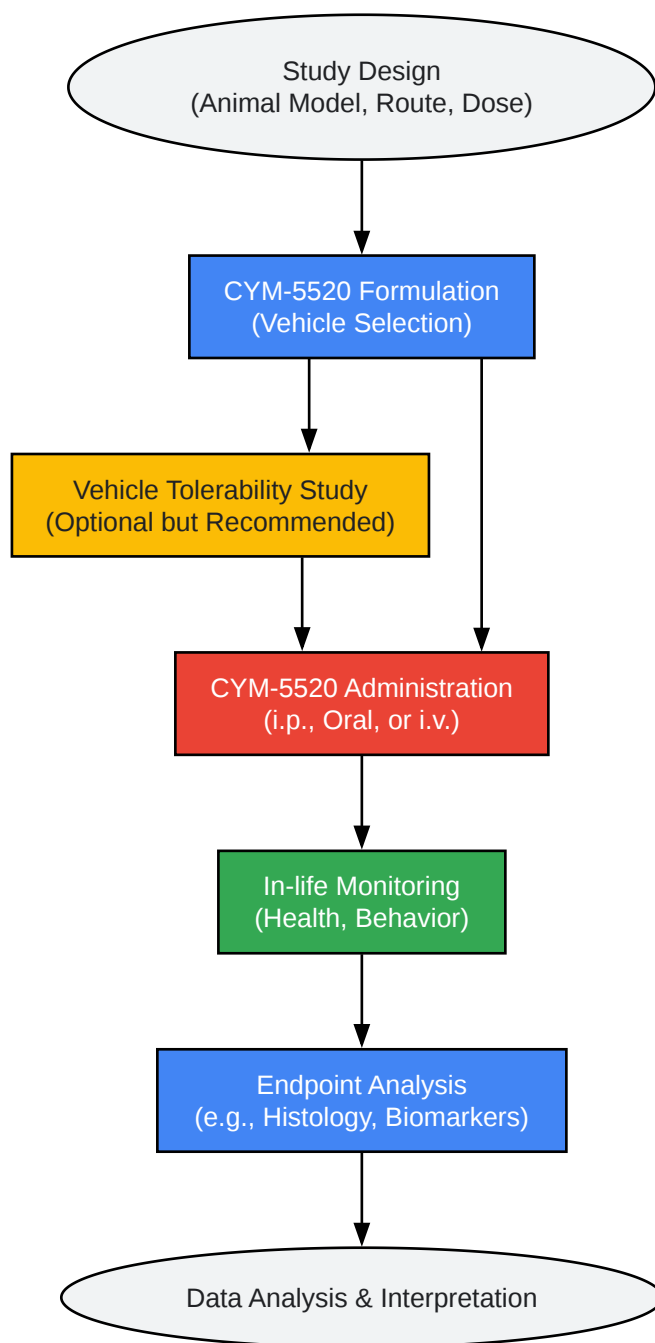 Study Design
(Animal Model, Route, Dose)
CYM-5520 Formulation
(Vehicle Selection)
Vehicle Tolerability Study
(Optional but Recommended)
CYM-5520 Administration
(i.p., Oral, or i.v.)
In-life Monitoring
(Health, Behavior)
Endpoint Analysis
(e.g., Histology, Biomarkers)
Data Analysis & Interpretation